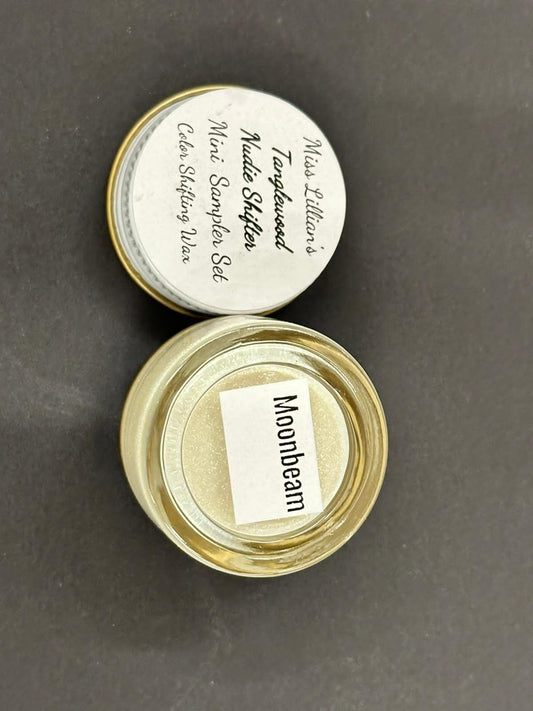 Miss Lillian's
Tanglewood
Nudie Shifter
Mini Sampler Set
Color Shifting Wax
Moonbeam